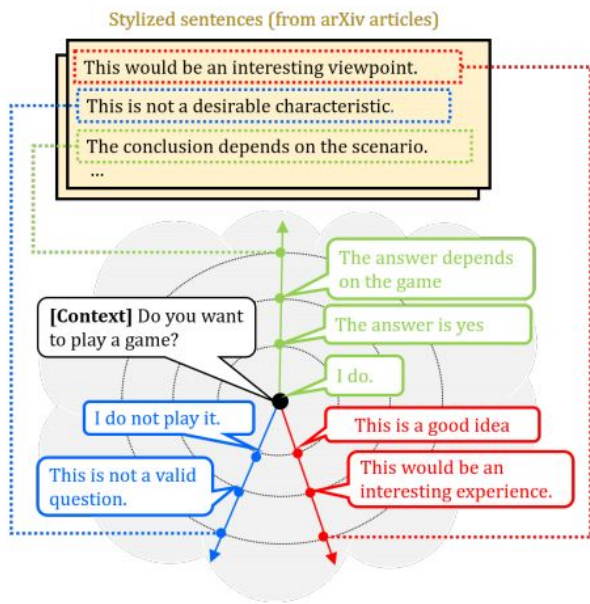 Stylized sentences (from arXiv articles)
This would be an interesting viewpoint.
This is not a desirable characteristic.
The conclusion depends on the scenario.
...
The answer depends
on the game
[Context] Do you want
to play a game?
The answer is yes
I do.
I do not play it.
This is a good idea
This is not a valid
question.
This would be an
interesting experience.